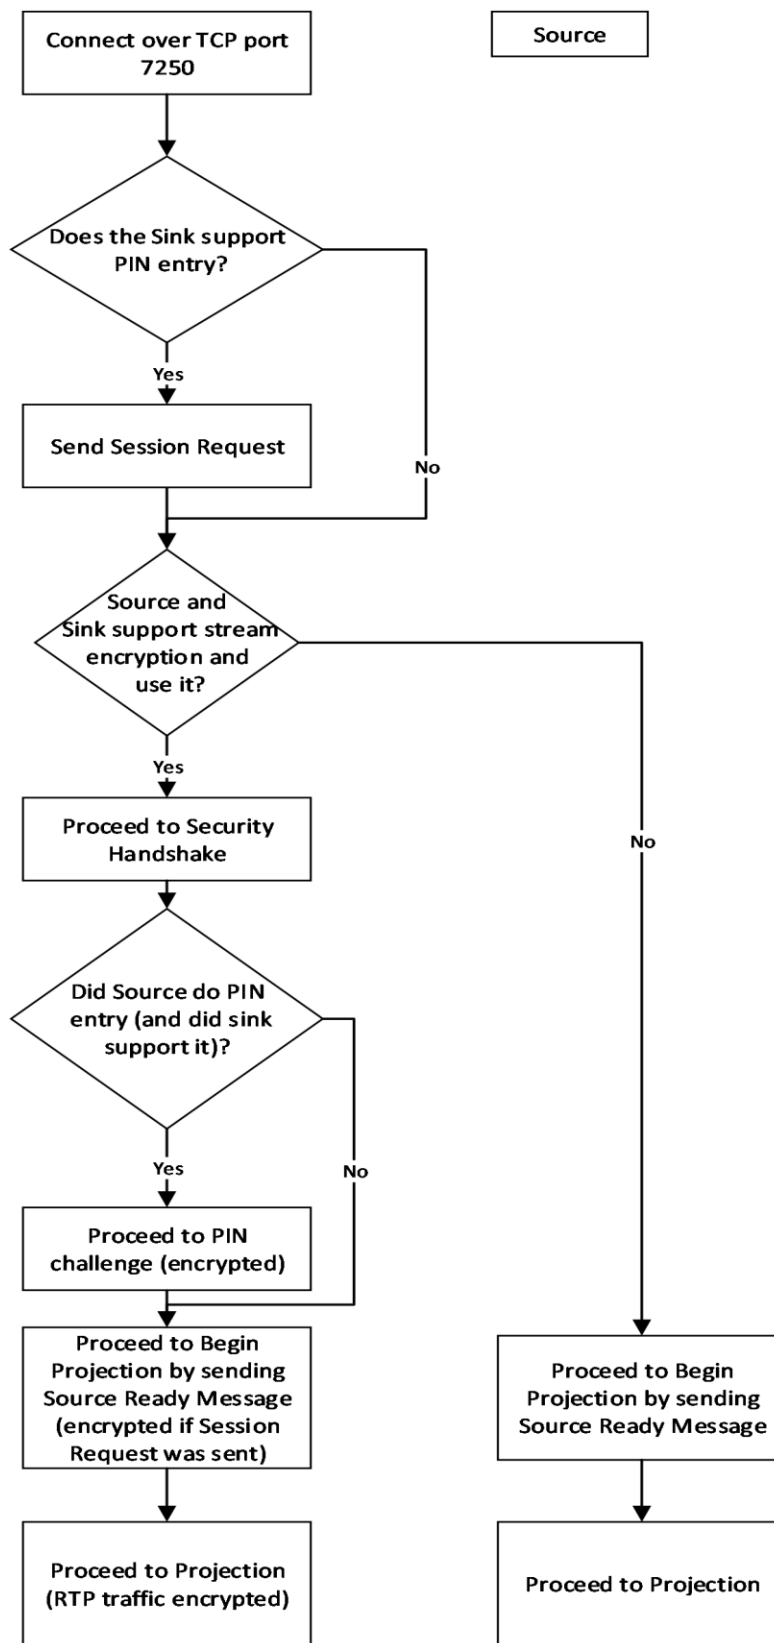 Connect over TCP port
7250
Source
Does the Sink support
PIN entry?
Yes
Send Session Request
No
Source and
Sink support stream
encryption and
use it?
Yes
Proceed to Security
Handshake
No
Did Source do PIN
entry (and did sink
support it)?
Yes
No
Proceed to PIN
challenge (encrypted)
Proceed to Begin
Projection by sending
Source Ready Message
(encrypted if Session
Request was sent)
Proceed to Begin
Projection by sending
Source Ready Message
Proceed to Projection
(RTP traffic encrypted)
Proceed to Projection